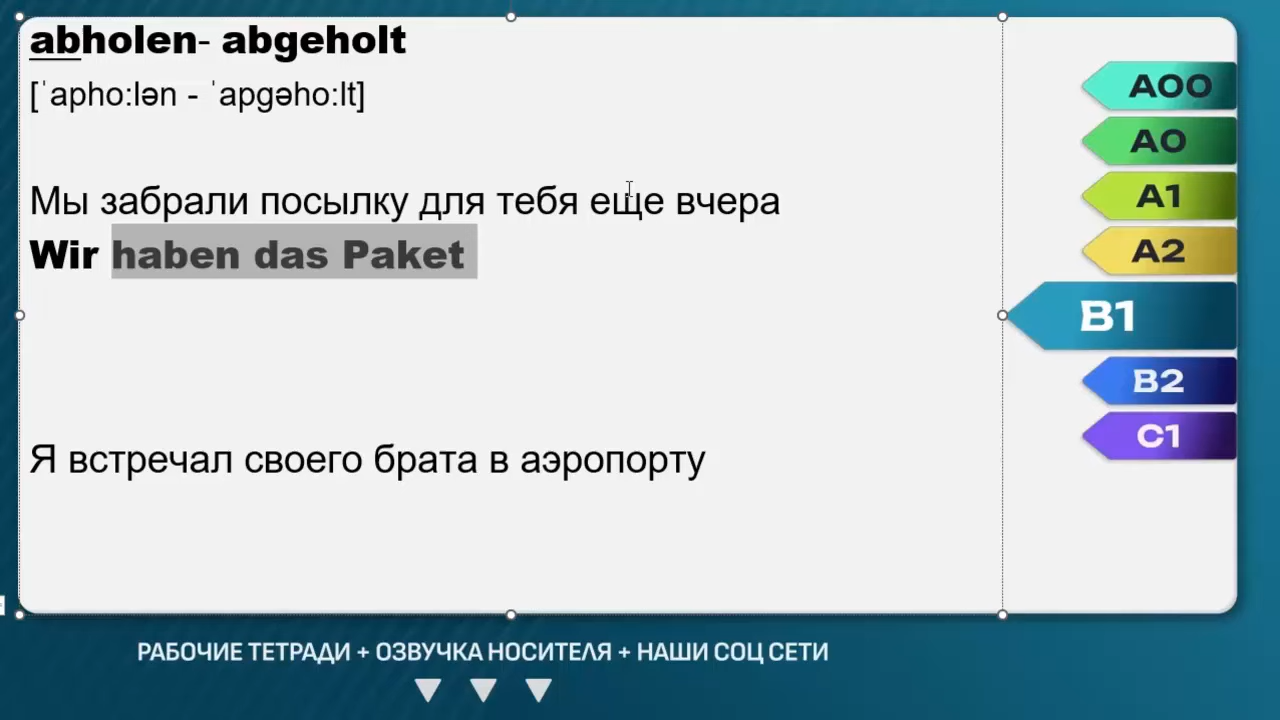 abholen- abgeholt
[ˈapho:lən - ˈapgəho:lt]
Мы забрали посылку для тебя еще вчера
Wir haben das Paket
Я встречал своего брата в аэропорту
A00
A0
A1
A2
B1
B2
C1
РАБОЧИЕ ТЕТРАДИ + ОЗВУЧКА НОСИТЕЛЯ + НАШИ СОЦ СЕТИ